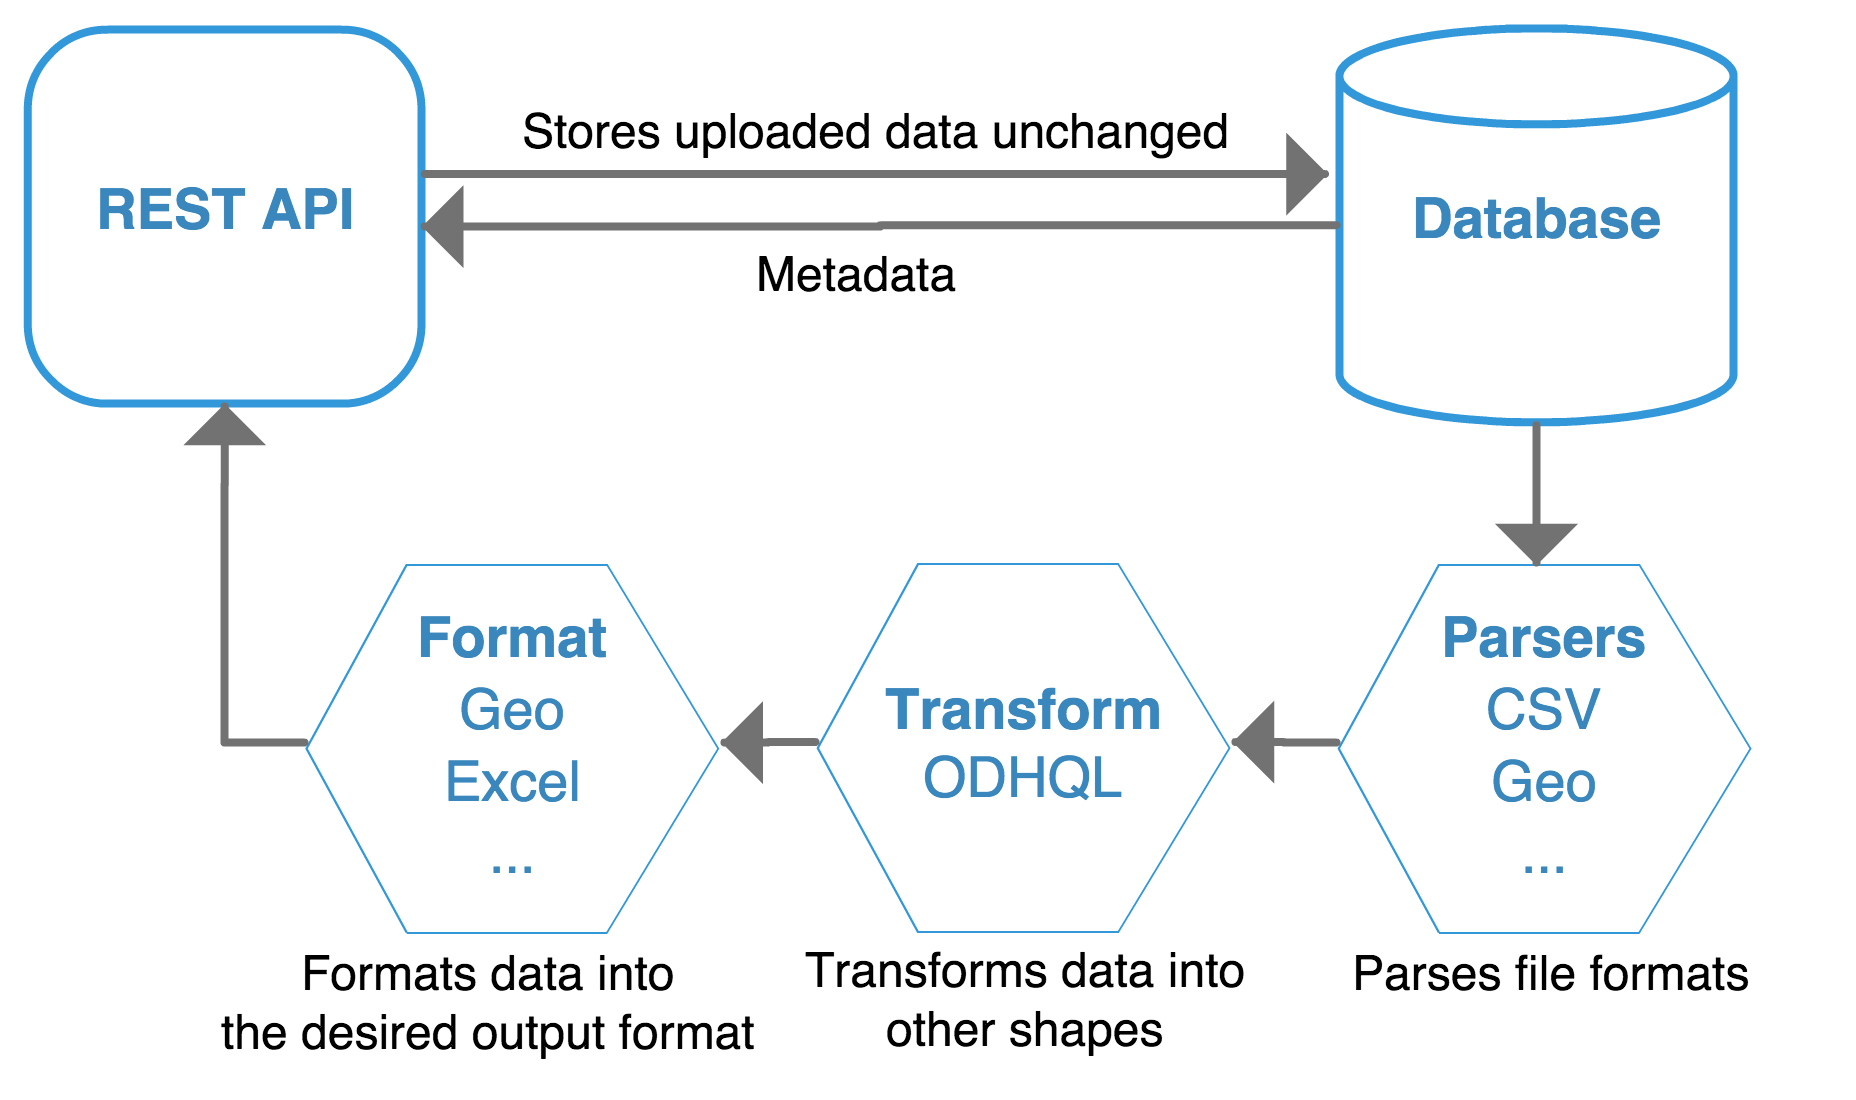 REST API
Stores uploaded data unchanged
Metadata
Database
Format
Geo
Excel
...
Transform
ODHQL
Parsers
CSV
Geo
...
Formats data into
the desired output format
Transforms data into
other shapes
Parses file formats